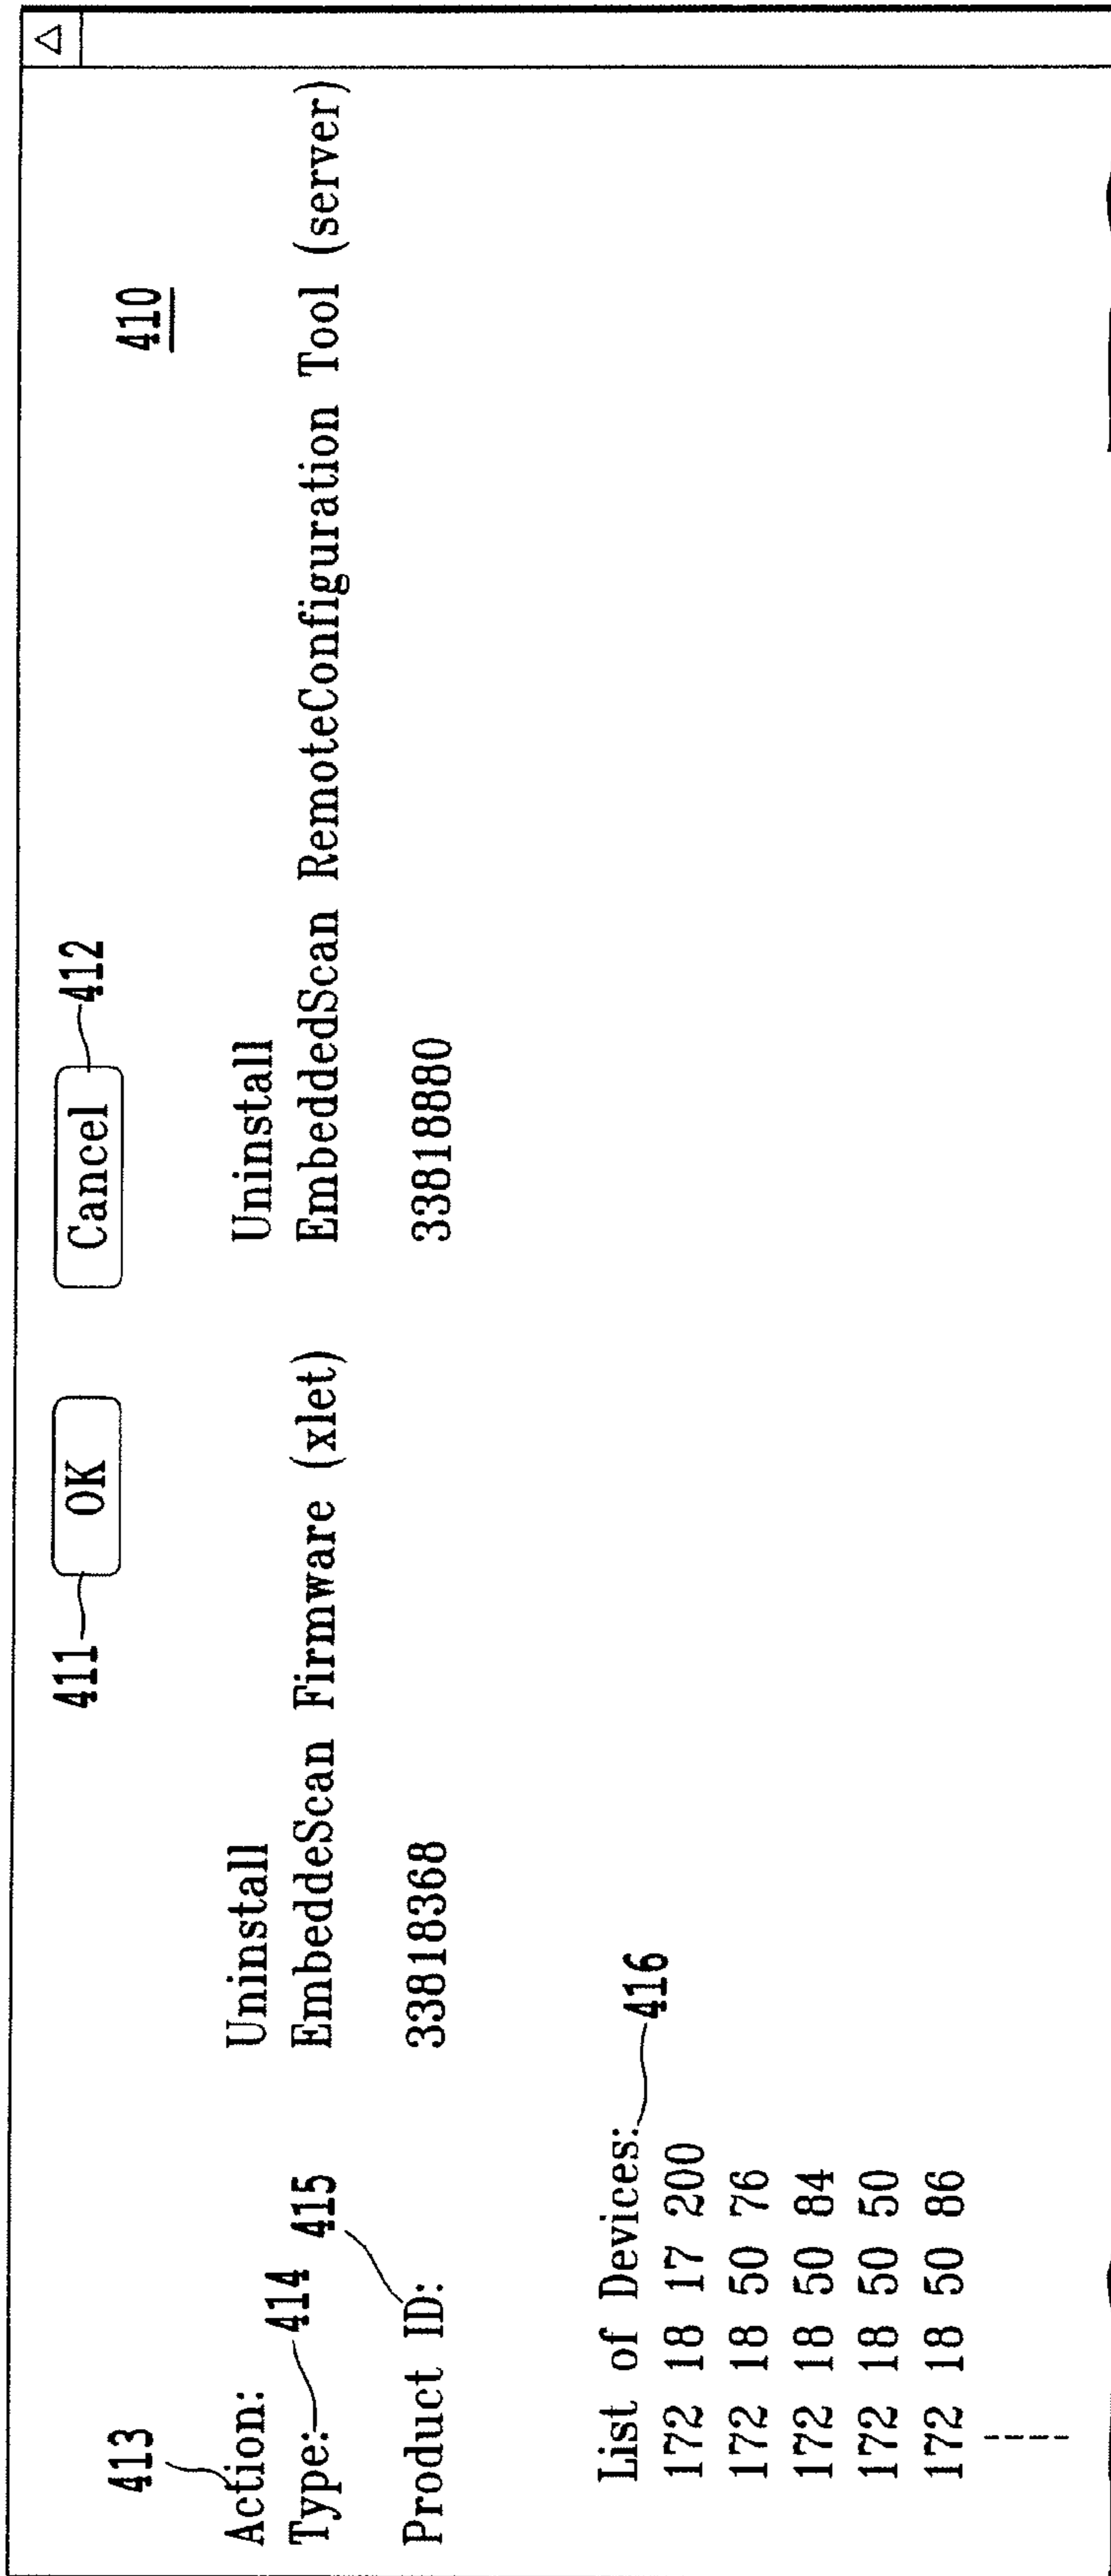 411 OK Cancel 412
410
413
Action: Uninstall Uninstall
Type: 414 EmbeddeScan Firmware (xlet) EmbeddedScan RemoteConfiguration Tool (server)
415
Product ID: 33818368 33818880
List of Devices: 416
172 18 17 200
172 18 50 76
172 18 50 84
172 18 50 50
172 18 50 86